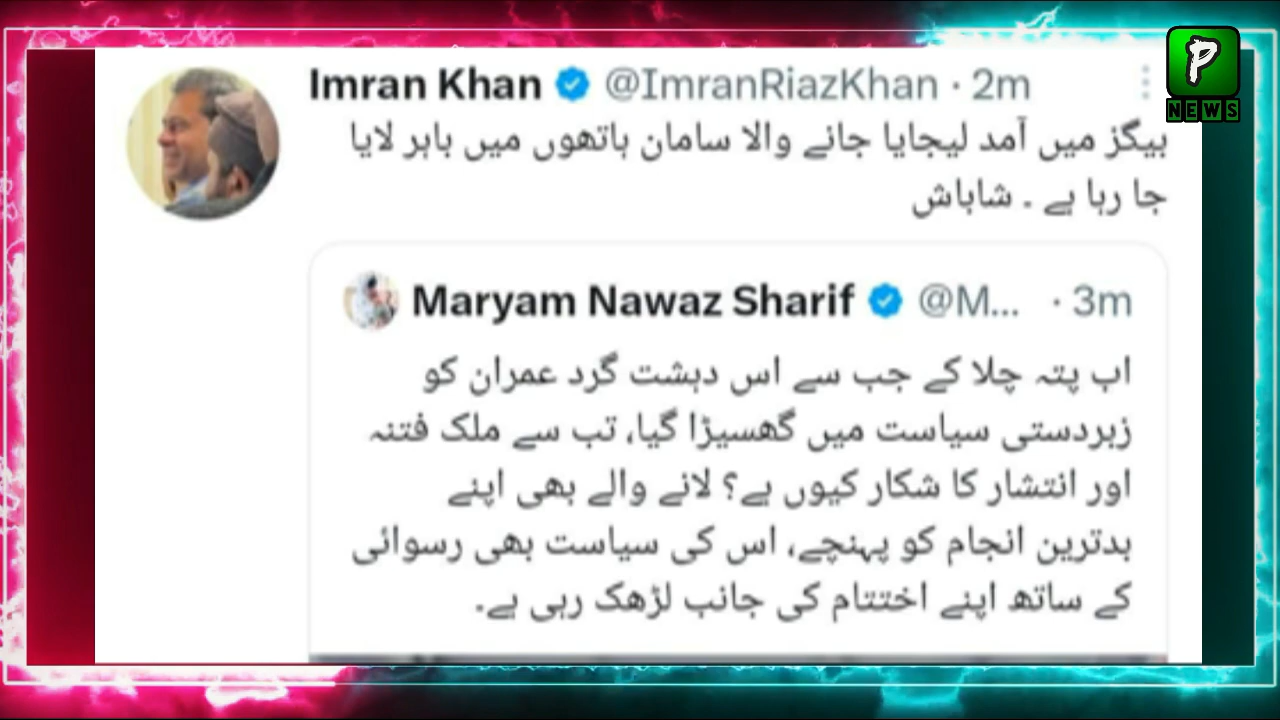 P
NEWS
Imran Khan @ImranRiazKhan · 2m
بیگز میں آمد لیجایا جانے والا سامان ہاتھوں میں باہر لایا
جا رہا ہے ۔ شاباش
Maryam Nawaz Sharif @M... · 3m
اب پتہ چلا کے جب سے اس دہشت گرد عمران کو
زبردستی سیاست میں گھسیڑا گیا، تب سے ملک فتنہ
اور انتشار کا شکار کیوں ہے؟ لانے والے بھی اپنے
بدترین انجام کو پہنچے، اس کی سیاست بھی رسوائی
کے ساتھ اپنے اختتام کی جانب لڑھک رہی ہے۔